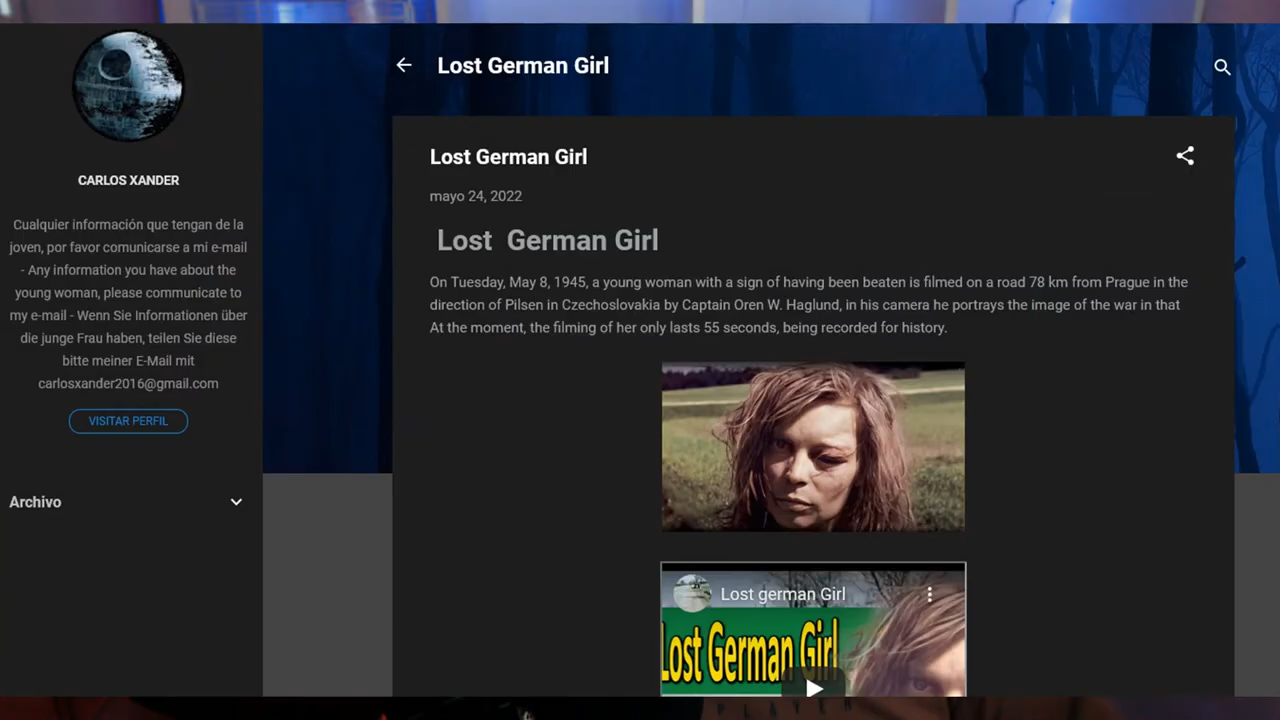 Lost German Girl
CARLOS XANDER
Cualquier información que tengan de la
joven, por favor comunicarse a mi e-mail
- Any information you have about the
young woman, please communicate to
my e-mail - Wenn Sie Informationen über
die junge Frau haben, teilen Sie diese
bitte meiner E-Mail mit
carlosxander2016@gmail.com
VISITAR PERFIL
Archivo
Lost German Girl
mayo 24, 2022
Lost German Girl
On Tuesday, May 8, 1945, a young woman with a sign of having been beaten is filmed on a road 78 km from Prague in the
direction of Pilsen in Czechoslovakia by Captain Oren W. Haglund, in his camera he portrays the image of the war in that
At the moment, the filming of her only lasts 55 seconds, being recorded for history.
Lost german Girl
Lost German Girl